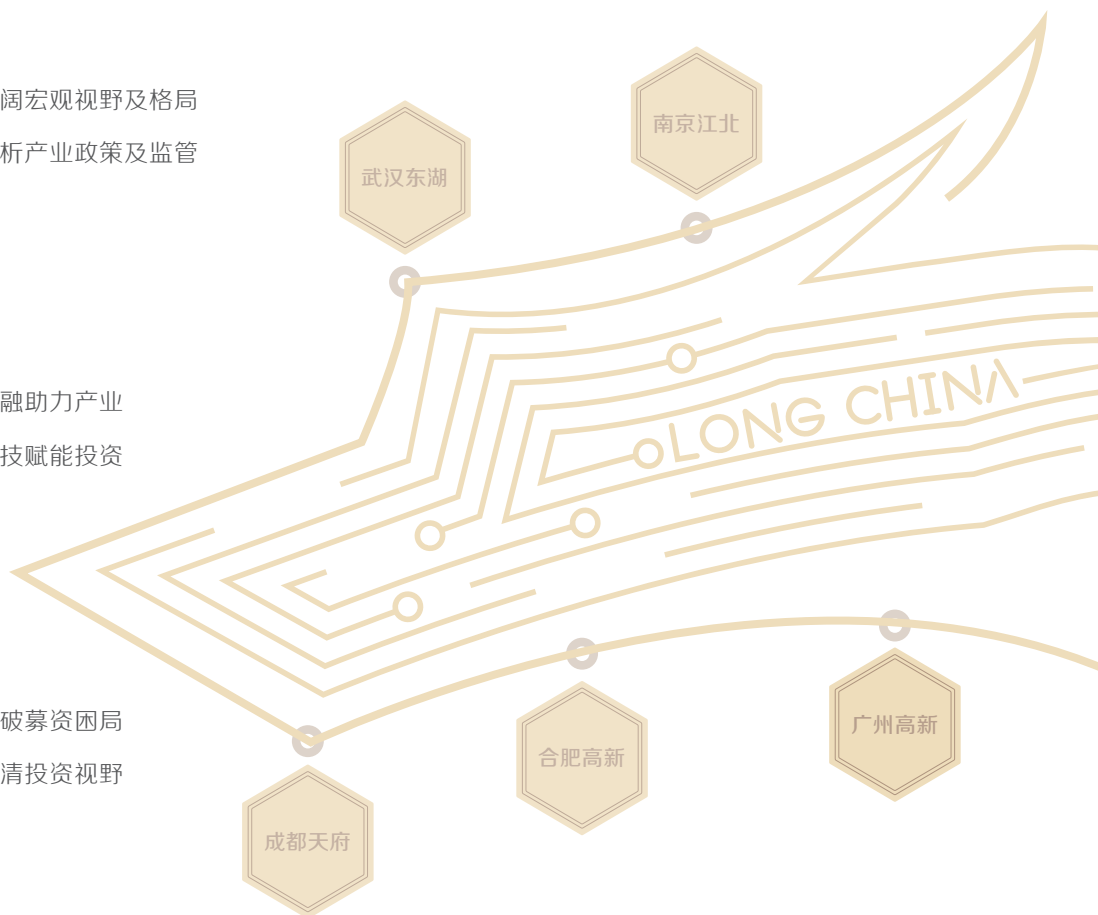 阔宏观视野及格局
析产业政策及监管
融助力产业
技赋能投资
破募资困局
清投资视野
武汉东湖
南京江北
LONG CHINA
成都天府
合肥高新
广州高新